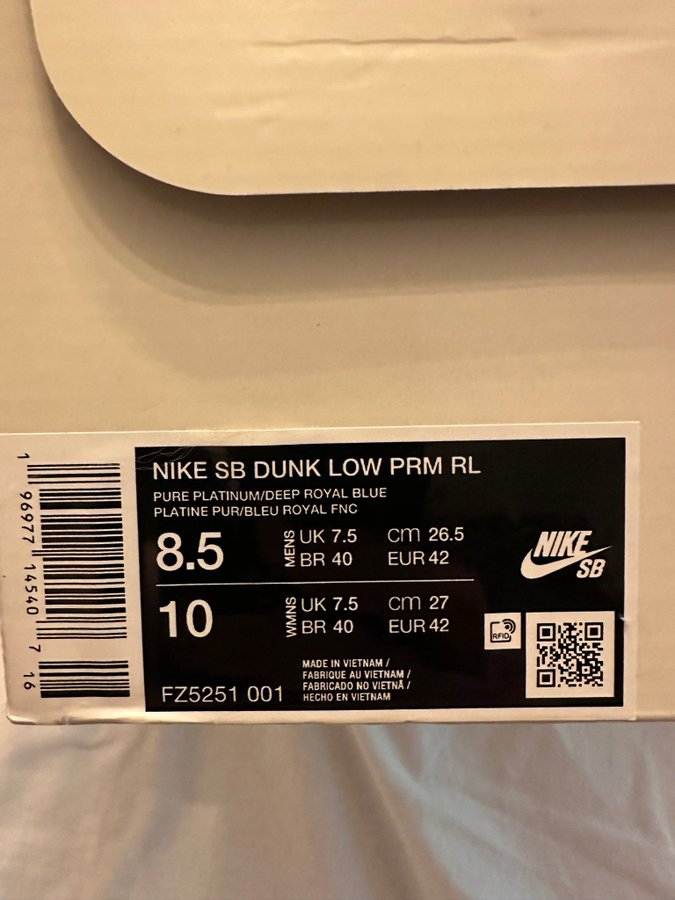 NIKE SB DUNK LOW PRM RL
PURE PLATINUM/DEEP ROYAL BLUE
PLATINE PUR/BLEU ROYAL FNC
8.5 MENS UK 7.5 cm 26.5
BR 40 EUR 42
10 WMNS UK 7.5 cm 27
BR 40 EUR 42
NIKE
SB
RFID
MADE IN VIETNAM /
FABRIQUE AU VIETNAM /
FABRICADO NO VIETNÃ /
HECHO EN VIETNAM
FZ5251 001
1 96977 14540 7 16